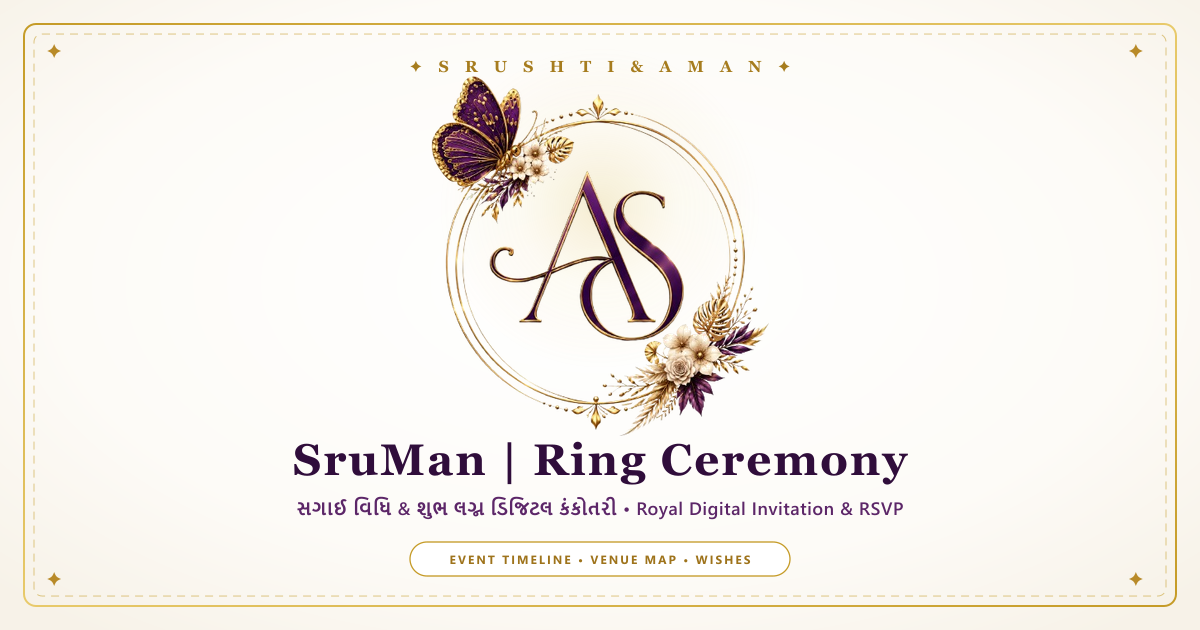 ✦ S R U S H T I & A M A N ✦
AS
SruMan | Ring Ceremony
સગાઈ વિધિ & શુભ લગ્ન ડિજિટલ કંકોતરી • Royal Digital Invitation & RSVP
EVENT TIMELINE • VENUE MAP • WISHES